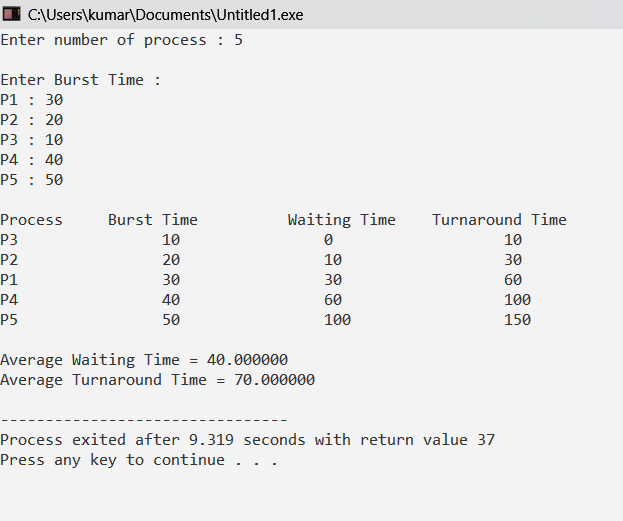 C:\Users\kumar\Documents\Untitled1.exe
Enter number of process : 5
Enter Burst Time :
P1 : 30
P2 : 20
P3 : 10
P4 : 40
P5 : 50
Process Burst Time Waiting Time Turnaround Time
P3 10 0 10
P2 20 10 30
P1 30 30 60
P4 40 60 100
P5 50 100 150
Average Waiting Time = 40.000000
Average Turnaround Time = 70.000000
--------------------------------
Process exited after 9.319 seconds with return value 37
Press any key to continue . . .